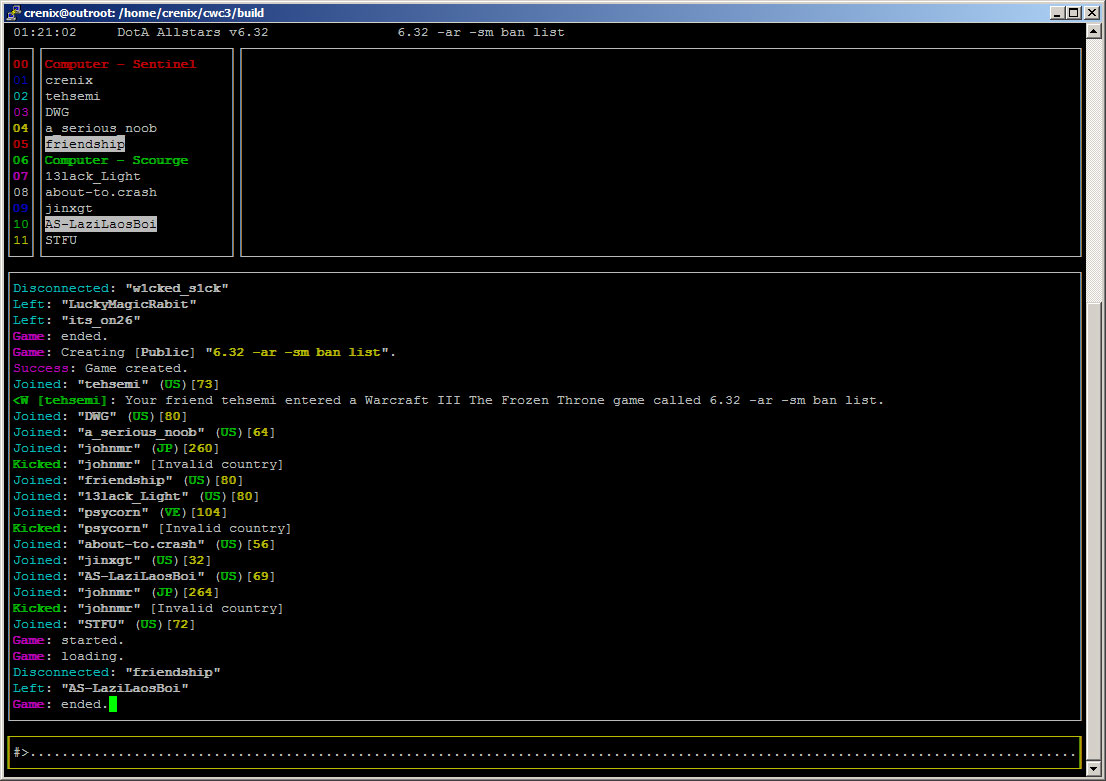 crenix@outroot: /home/crenix/cwc3/build
01:21:02 DotA Allstars v6.32 6.32 -ar -sm ban list
00 Computer - Sentinel
01 crenix
02 tehsemi
03 DWG
04 a_serious_noob
05 friendship
06 Computer - Scourge
07 13lack_Light
08 about-to.crash
09 jinxgt
10 AS-LaziLaosBoi
11 STFU
Disconnected: "w1cked_s1ck"
Left: "LuckyMagicRabit"
Left: "its_on26"
Game: ended.
Game: Creating [Public] "6.32 -ar -sm ban list".
Success: Game created.
Joined: "tehsemi" (US)[73]
<W [tehsemi]: Your friend tehsemi entered a Warcraft III The Frozen Throne game called 6.32 -ar -sm ban list.
Joined: "DWG" (US)[80]
Joined: "a_serious_noob" (US)[64]
Joined: "johnmr" (JP)[260]
Kicked: "johnmr" [Invalid country]
Joined: "friendship" (US)[80]
Joined: "13lack_Light" (US)[80]
Joined: "psycorn" (VE)[104]
Kicked: "psycorn" [Invalid country]
Joined: "about-to.crash" (US)[56]
Joined: "jinxgt" (US)[32]
Joined: "AS-LaziLaosBoi" (US)[69]
Joined: "johnmr" (JP)[264]
Kicked: "johnmr" [Invalid country]
Joined: "STFU" (US)[72]
Game: started.
Game: loading.
Disconnected: "friendship"
Left: "AS-LaziLaosBoi"
Game: ended.
#>...................................................................................................................................